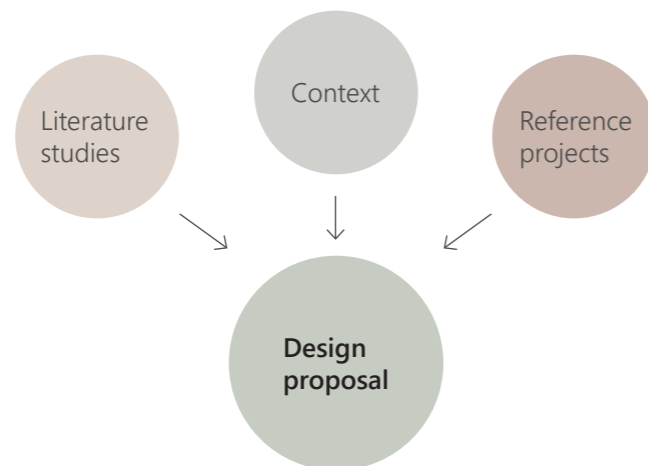 Literature
studies
Context
Reference
projects
Design
proposal